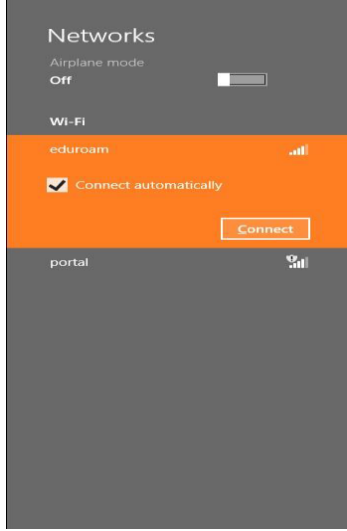 Networks
Airplane mode
Off
Wi-Fi
eduroam
Connect automatically
Connect
portal